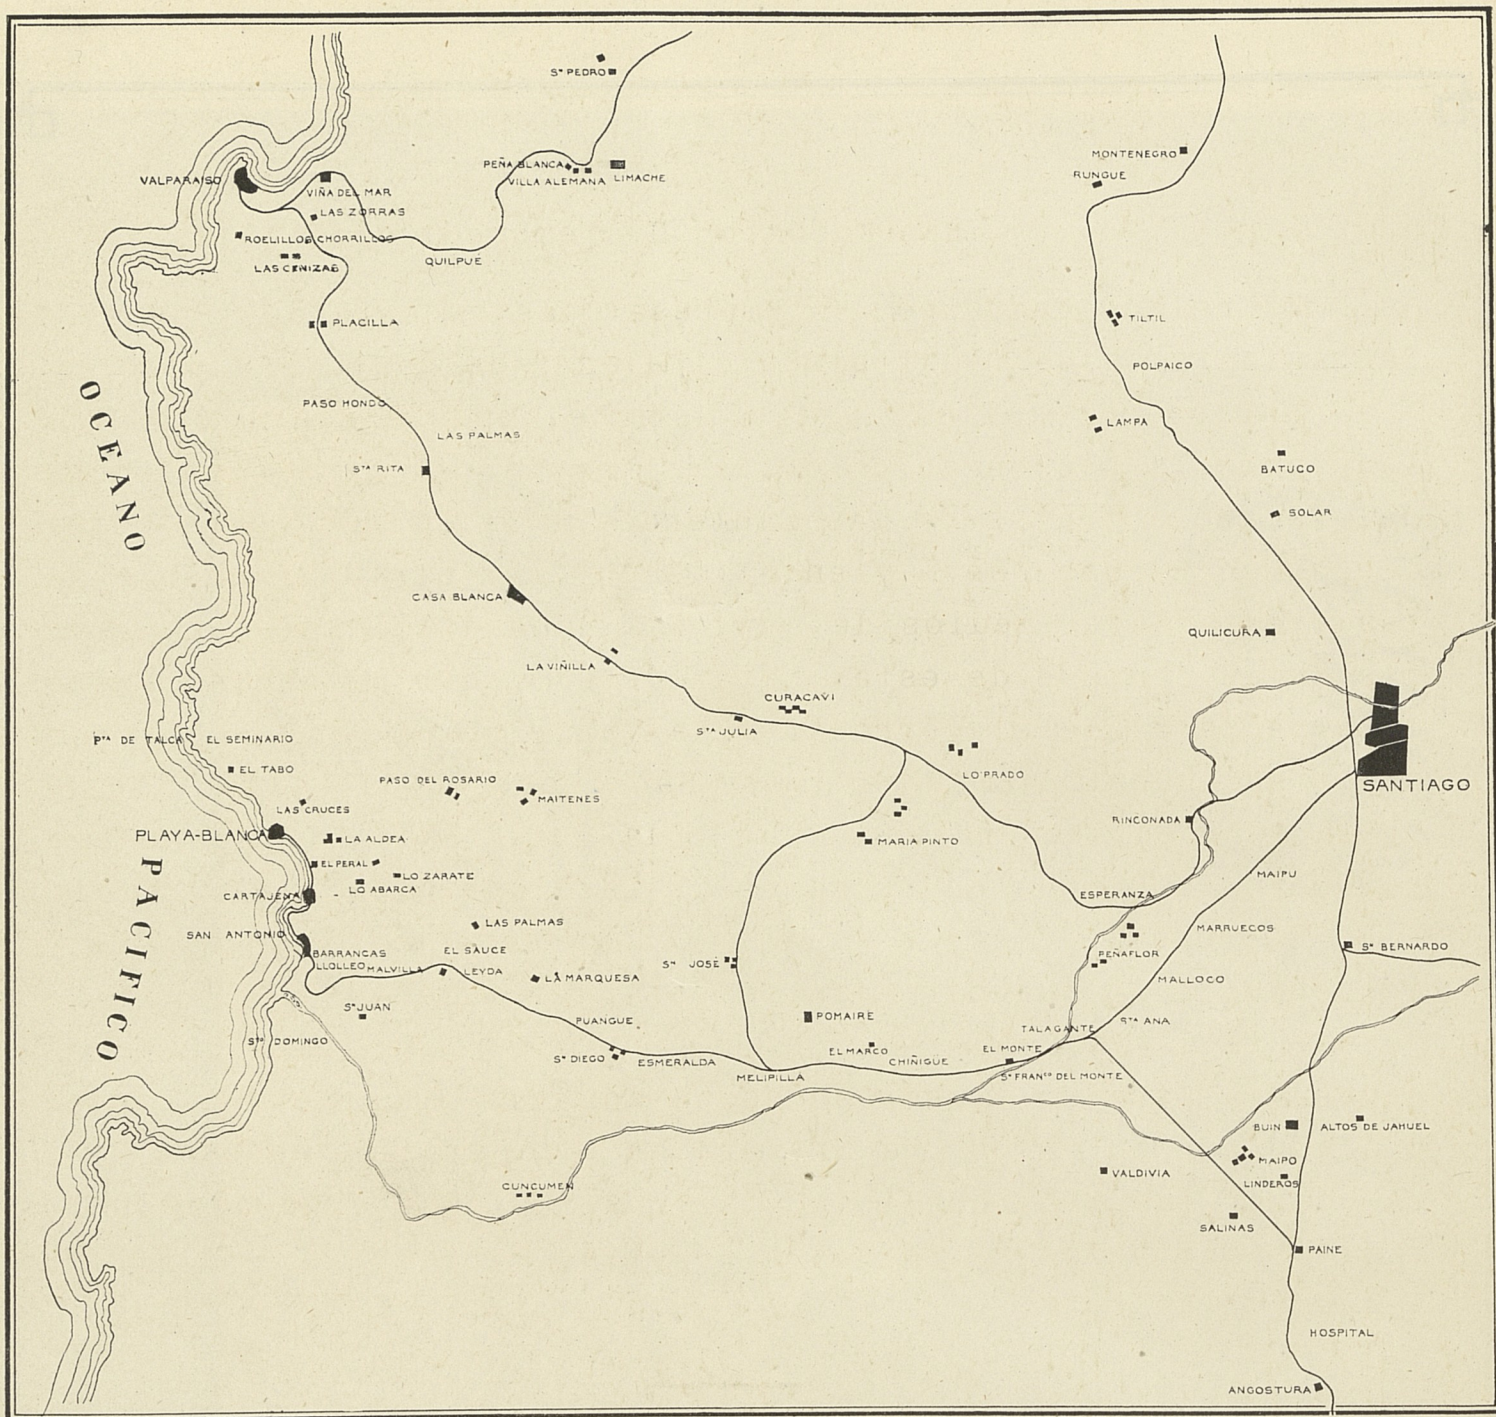 Sⁿ PEDRO
MONTENEGRO
PEÑA BLANCA
RUNGUE
VALPARAISO
VILLA ALEMANA
LIMACHE
VIÑA DEL MAR
LAS ZORRAS
ROELILLOS
CHORRILLOS
QUILPUÉ
LAS CENIZAS
TILTIL
PLACILLA
POLPAICO
PASO HONDO
LAMPA
LAS PALMAS
Sᵀᴬ RITA
BATUCO
OCEANO
SOLAR
CASA BLANCA
QUILICURA
LA VIÑILLA
CURACAVI
Sᵀᴬ JULIA
Pᵀᴬ DE TALCA
EL SEMINARIO
EL TABO
PASO DEL ROSARIO
LO PRADO
SANTIAGO
MAITENES
LAS CRUCES
RINCONADA
PLAYA-BLANCA
LA ALDEA
MARIA PINTO
EL PERAL
LO ZARATE
MAIPU
LO ABARCA
CARTAJENA
ESPERANZA
LAS PALMAS
MARRUECOS
SAN ANTONIO
BARRANCAS
EL SAUCE
Sⁿ BERNARDO
PEÑAFLOR
LLOLLEO
MALVILLA
LEYDA
Sⁿ JOSÉ
LA MARQUESA
MALLOCO
PACIFICO
Sⁿ JUAN
POMAIRE
PUANGUE
Sᵀᴬ ANA
TALAGANTE
Sᵀᴼ DOMINGO
Sⁿ DIEGO
ESMERALDA
EL MARCO
CHIÑIGUE
EL MONTE
MELIPILLA
Sⁿ FRANᶜᴼ DEL MONTE
BUIN
ALTOS DE JAHUEL
MAIPO
VALDIVIA
LINDEROS
CUNCUMEN
SALINAS
PAINE
HOSPITAL
ANGOSTURA